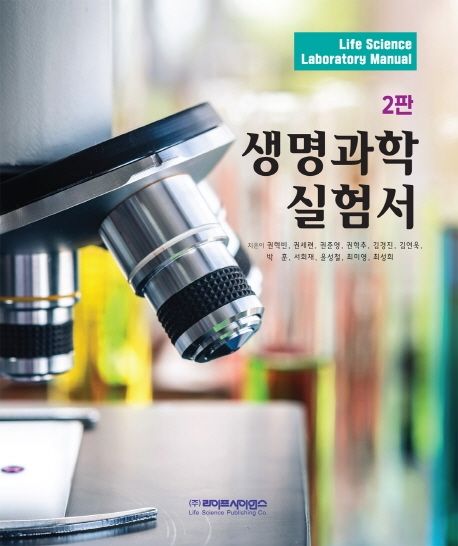 Life Science
Laboratory Manual
2판
생명과학
실험서
지은이 권혁빈, 권세련, 권춘영, 권학추, 김경진, 김연욱,
박 훈, 서화재, 윤성철, 최미영, 최성희
(주) 라이프사이언스
Life Science Publishing Co.